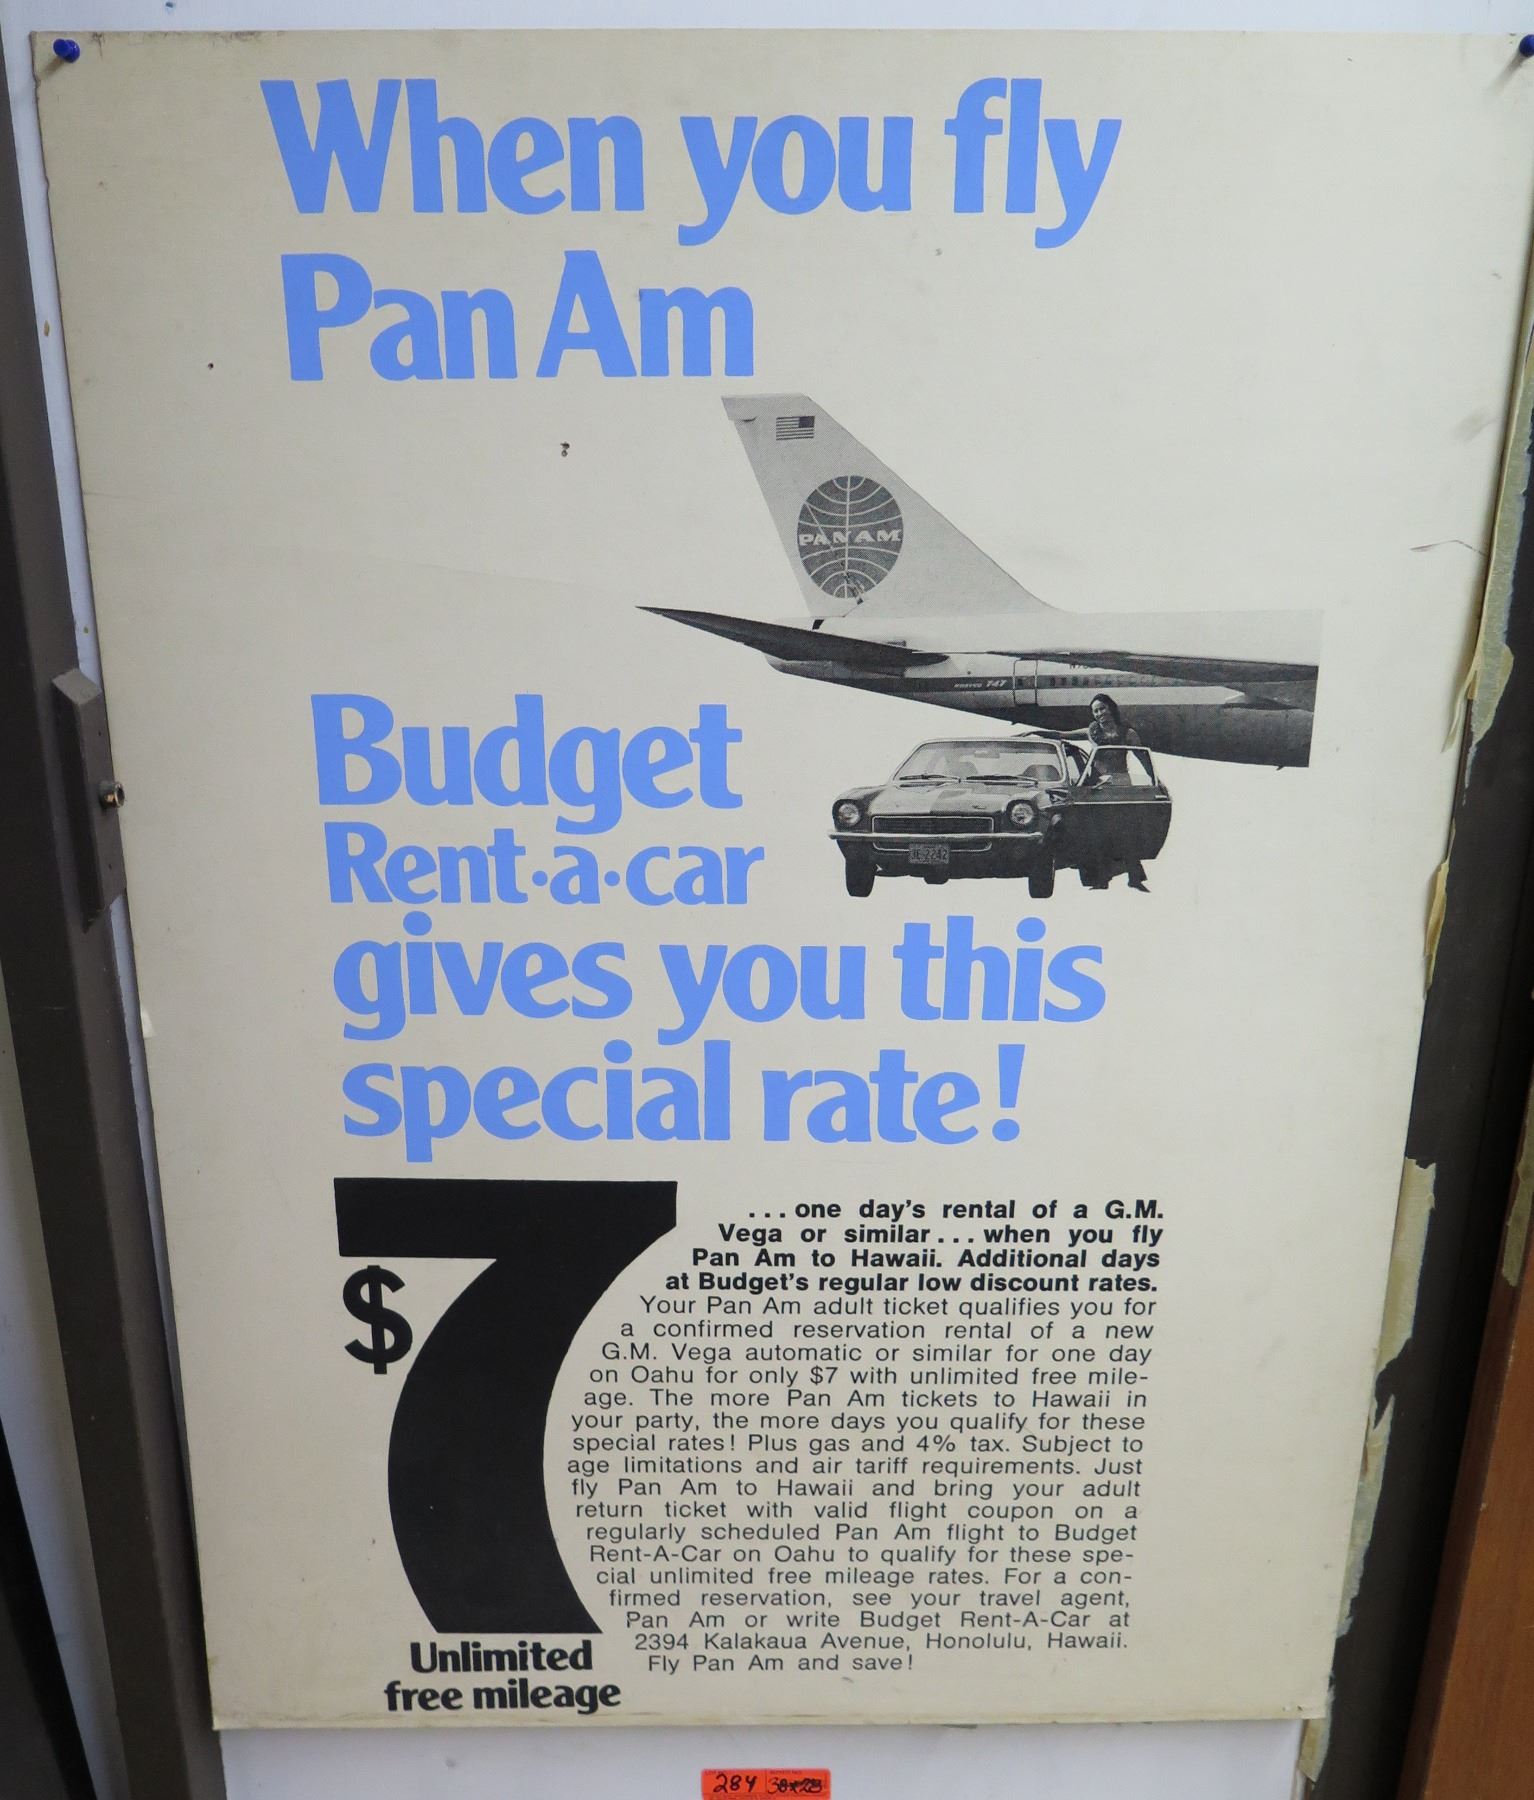 When you fly
Pan Am
PAN AM
BOEING 747
Budget
Rent·a·car
gives you this
special rate!
$7
...one day's rental of a G.M.
Vega or similar...when you fly
Pan Am to Hawaii. Additional days
at Budget's regular low discount rates.
Your Pan Am adult ticket qualifies you for
a confirmed reservation rental of a new
G.M. Vega automatic or similar for one day
on Oahu for only $7 with unlimited free mile-
age. The more Pan Am tickets to Hawaii in
your party, the more days you qualify for these
special rates! Plus gas and 4% tax. Subject to
age limitations and air tariff requirements. Just
fly Pan Am to Hawaii and bring your adult
return ticket with valid flight coupon on a
regularly scheduled Pan Am flight to Budget
Rent-A-Car on Oahu to qualify for these spe-
cial unlimited free mileage rates. For a con-
firmed reservation, see your travel agent,
Pan Am or write Budget Rent-A-Car at
2394 Kalakaua Avenue, Honolulu, Hawaii.
Fly Pan Am and save!
Unlimited
free mileage
284